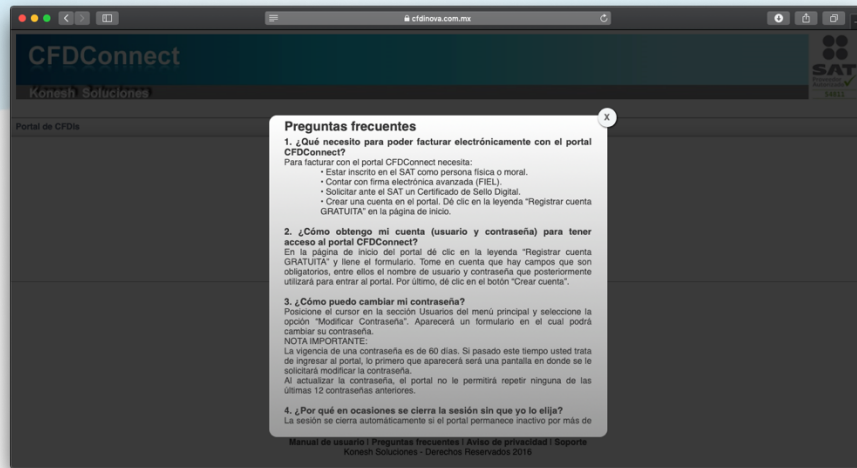 cfdinova.com.mx
CFDConnect
Konesh Soluciones
SAT
Portal de CFDIs
X
Preguntas frecuentes
1. ¿Qué necesito para poder facturar electrónicamente con el portal
CFDConnect?
Para facturar con el portal CFDConnect necesita:
• Estar inscrito en el SAT como persona física o moral.
• Contar con firma electrónica avanzada (FIEL).
• Solicitar ante el SAT un Certificado de Sello Digital.
• Crear una cuenta en el portal. Dé clic en la leyenda "Registrar cuenta
GRATUITA" en la página de inicio.
2. ¿Cómo obtengo mi cuenta (usuario y contraseña) para tener
acceso al portal CFDConnect?
En la página de inicio del portal dé clic en la leyenda "Registrar cuenta
GRATUITA" y llene el formulario. Tome en cuenta que hay campos que son
obligatorios, entre ellos el nombre de usuario y contraseña que posteriormente
utilizará para entrar al portal. Por último, dé clic en el botón "Crear cuenta".
3. ¿Cómo puedo cambiar mi contraseña?
Posicione el cursor en la sección Usuarios del menú principal y seleccione la
opción "Modificar Contraseña". Aparecerá un formulario en el cual podrá
cambiar su contraseña.
NOTA IMPORTANTE:
La vigencia de una contraseña es de 60 días. Si pasado este tiempo usted trata
de ingresar al portal, lo primero que aparecerá será una pantalla en donde se le
solicitará modificar la contraseña.
Al actualizar la contraseña, el portal no le permitirá repetir ninguna de las
últimas 12 contraseñas anteriores.
4. ¿Por qué en ocasiones se cierra la sesión sin que yo lo elija?
La sesión se cierra automáticamente si el portal permanece inactivo por más de
Manual de usuario | Preguntas frecuentes | Aviso de privacidad | Soporte
Konesh Soluciones - Derechos Reservados 2016